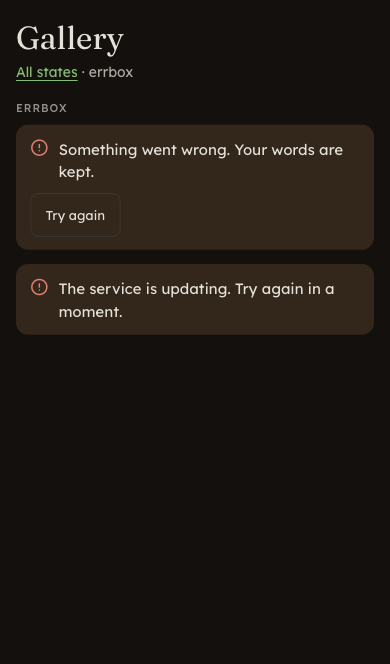 Gallery
All states · errbox
ERRBOX
Something went wrong. Your words are
kept.
Try again
The service is updating. Try again in a
moment.